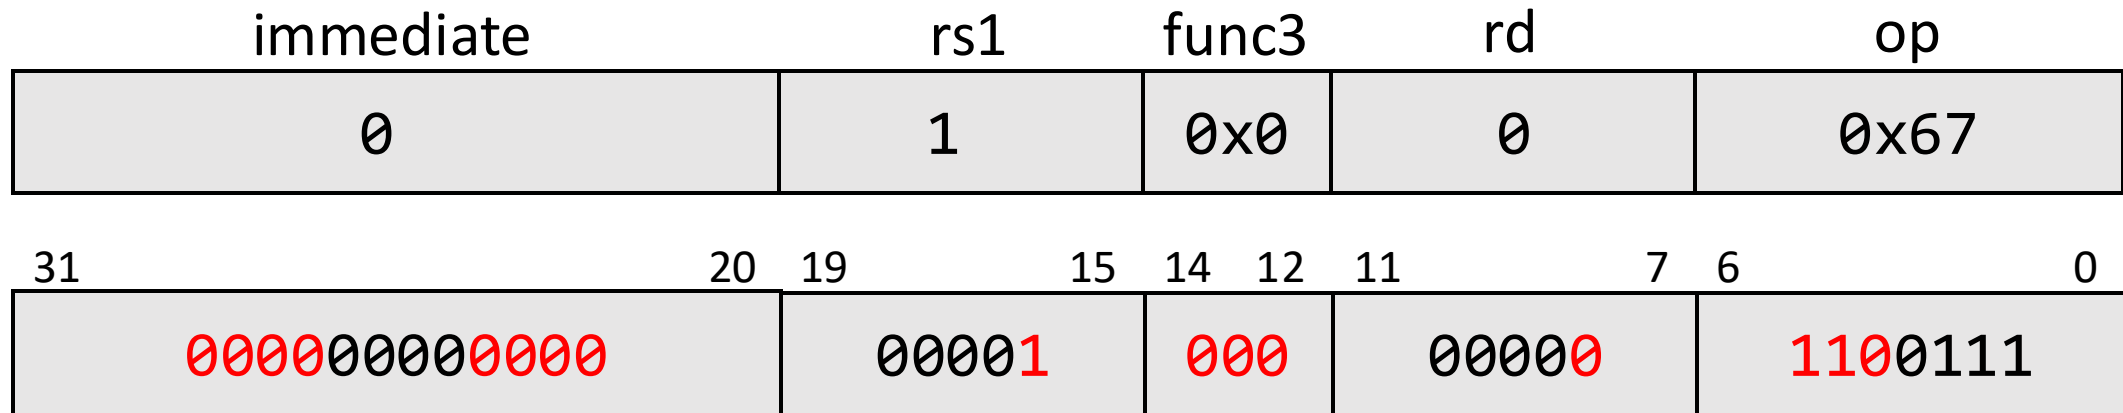 immediate rs1 func3 rd op
0 1 0x0 0 0x67
31 20 19 15 14 12 11 7 6 0
000000000000 00001 000 00000 1100111